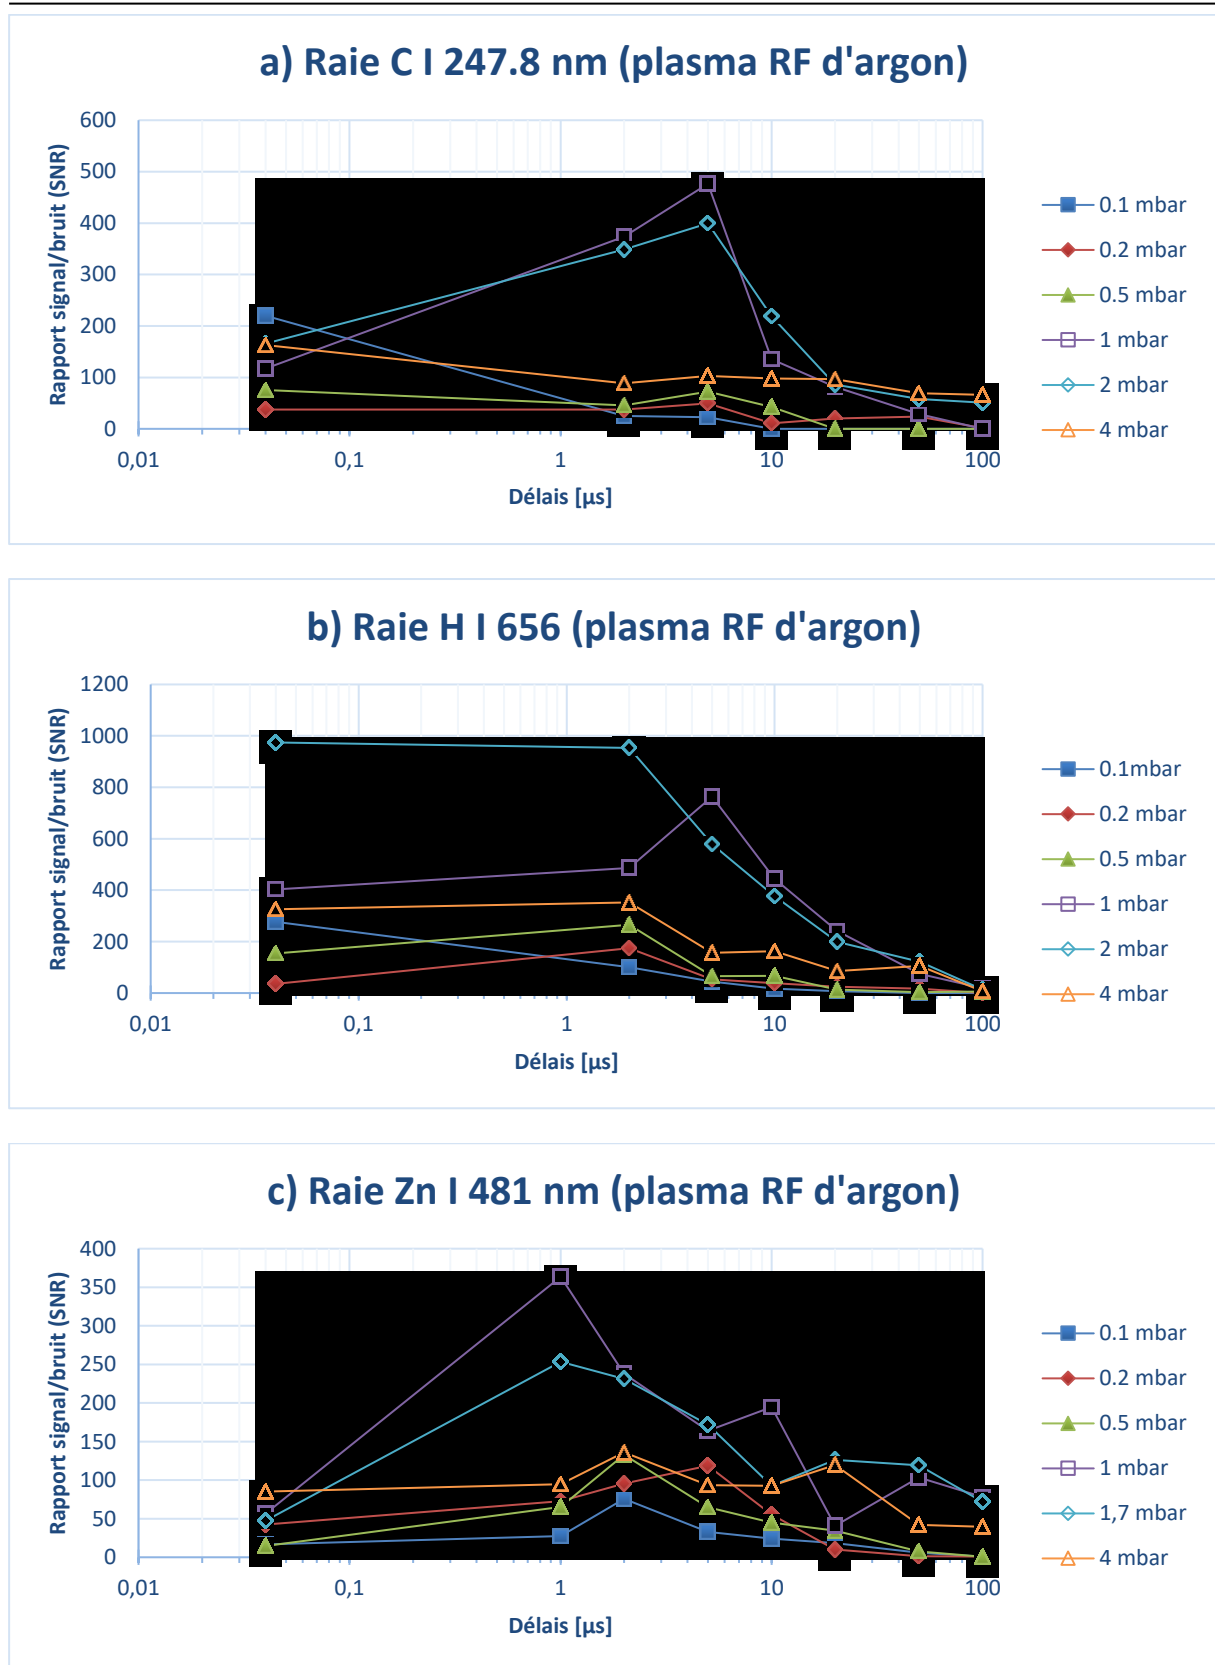 a) Raie C I 247.8 nm (plasma RF d'argon)
Rapport signal/bruit (SNR)
600
500
400
300
200
100
0
0,01
0,1
1
10
100
Délais [µs]
0.1 mbar
0.2 mbar
0.5 mbar
1 mbar
2 mbar
4 mbar
b) Raie H I 656 (plasma RF d'argon)
Rapport signal/bruit (SNR)
1200
1000
800
600
400
200
0
0,01
0,1
1
10
100
Délais [µs]
0.1mbar
0.2 mbar
0.5 mbar
1 mbar
2 mbar
4 mbar
c) Raie Zn I 481 nm (plasma RF d'argon)
Rapport signal/bruit (SNR)
400
350
300
250
200
150
100
50
0
0,01
0,1
1
10
100
Délais [µs]
0.1 mbar
0.2 mbar
0.5 mbar
1 mbar
1,7 mbar
4 mbar